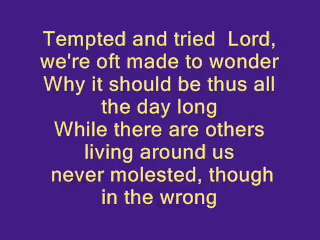 Tempted and tried  Lord,
we're oft made to wonder
Why it should be thus all
the day long
While there are others
living around us
never molested, though
in the wrong